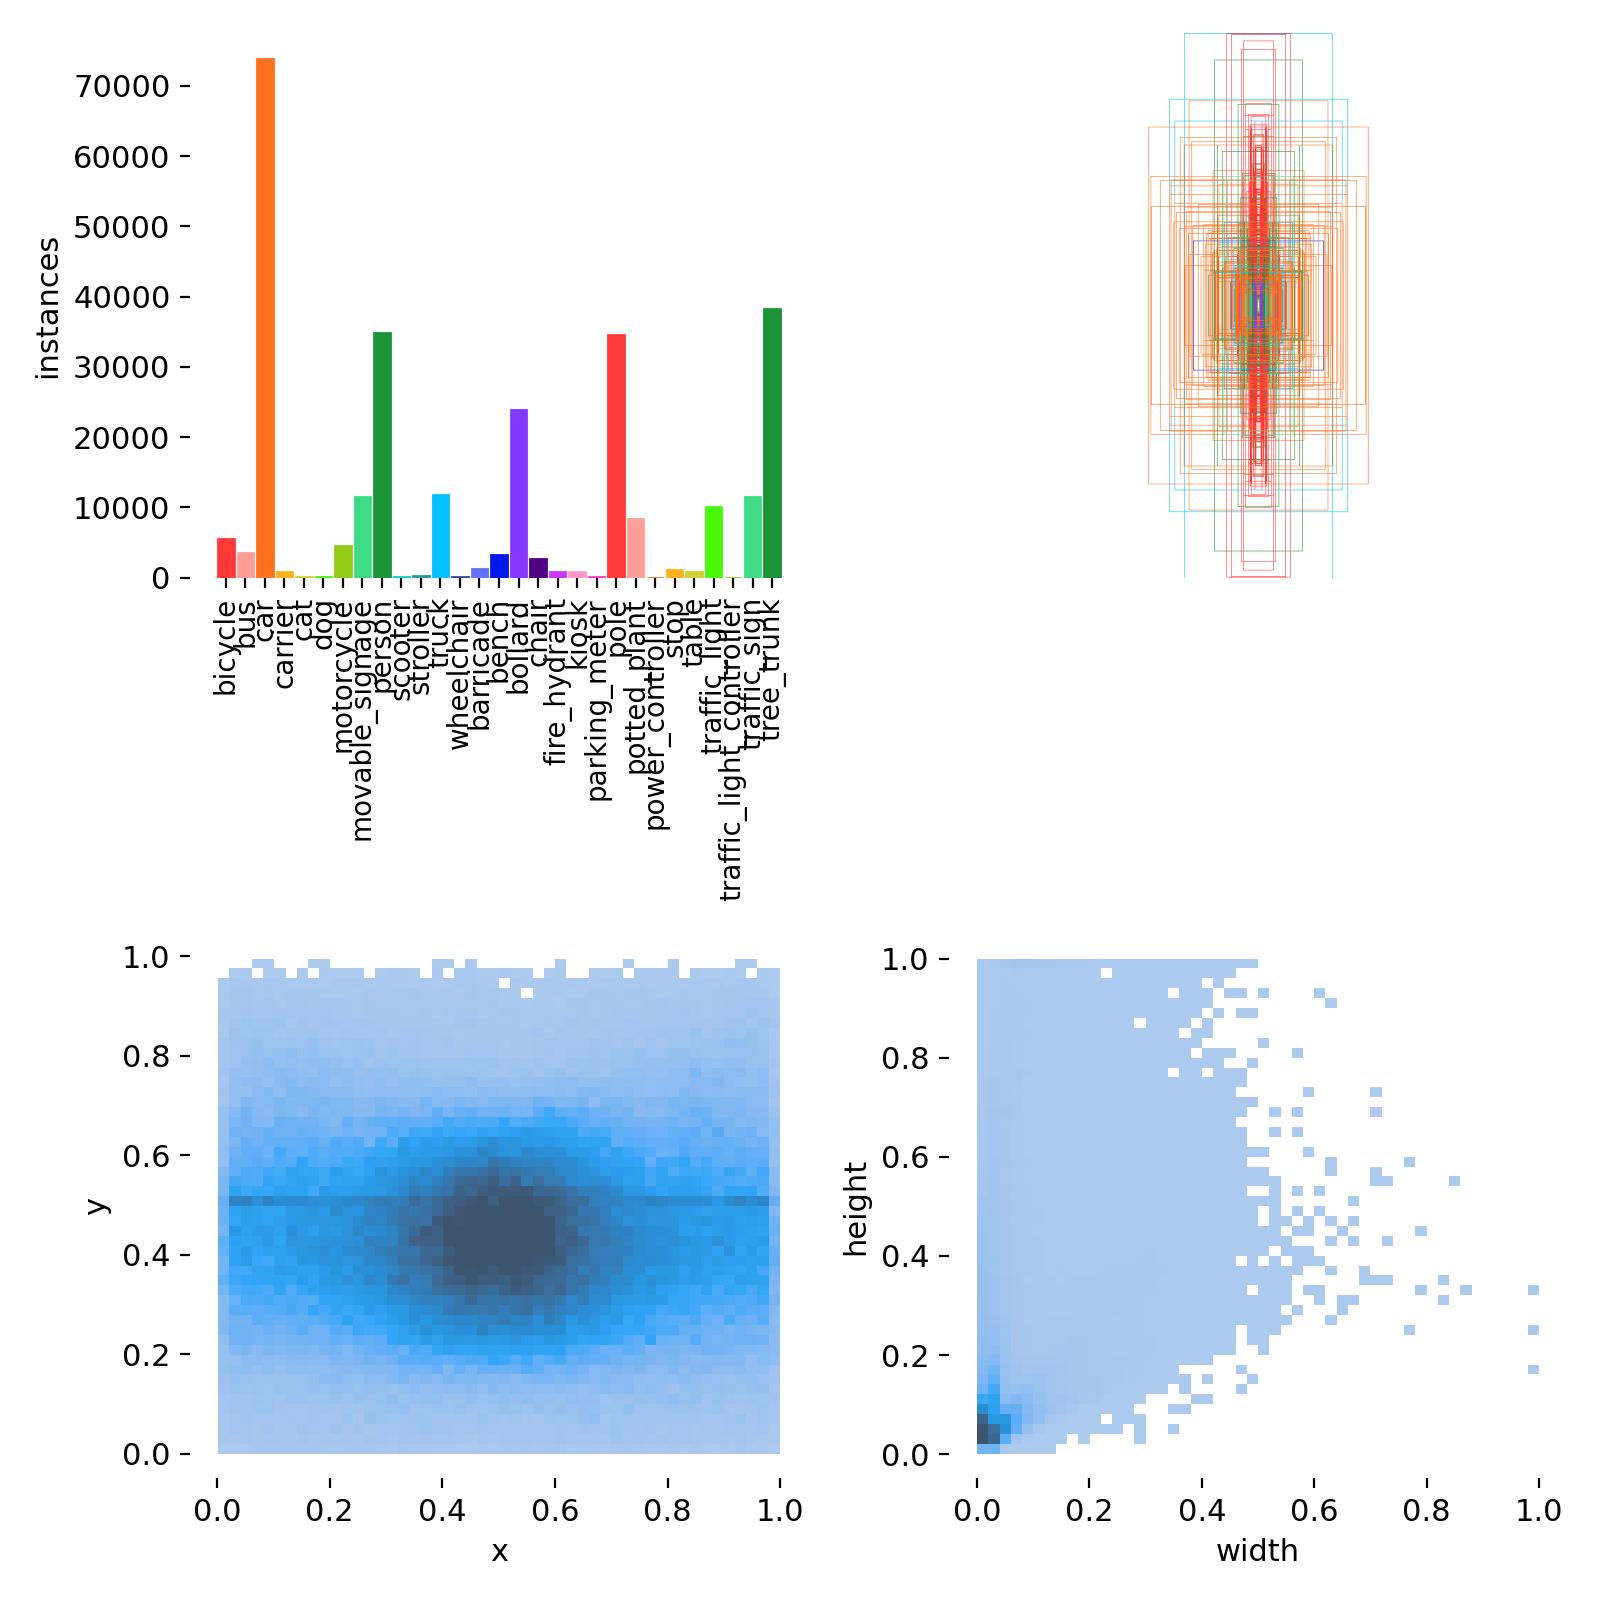 instances
70000
60000
50000
40000
30000
20000
10000
0
bicycle
bus
car
carrier
cat
dog
motorcycle
movable_signage
person
scooter
stroller
truck
wheelchair
barricade
bench
bollard
chair
fire_hydrant
kiosk
parking_meter
pole
potted_plant
power_controller
stop
table
traffic_light
traffic_light_controller
traffic_sign
tree_trunk
y
1.0
0.8
0.6
0.4
0.2
0.0
0.0 0.2 0.4 0.6 0.8 1.0
x
height
1.0
0.8
0.6
0.4
0.2
0.0
0.0 0.2 0.4 0.6 0.8 1.0
width